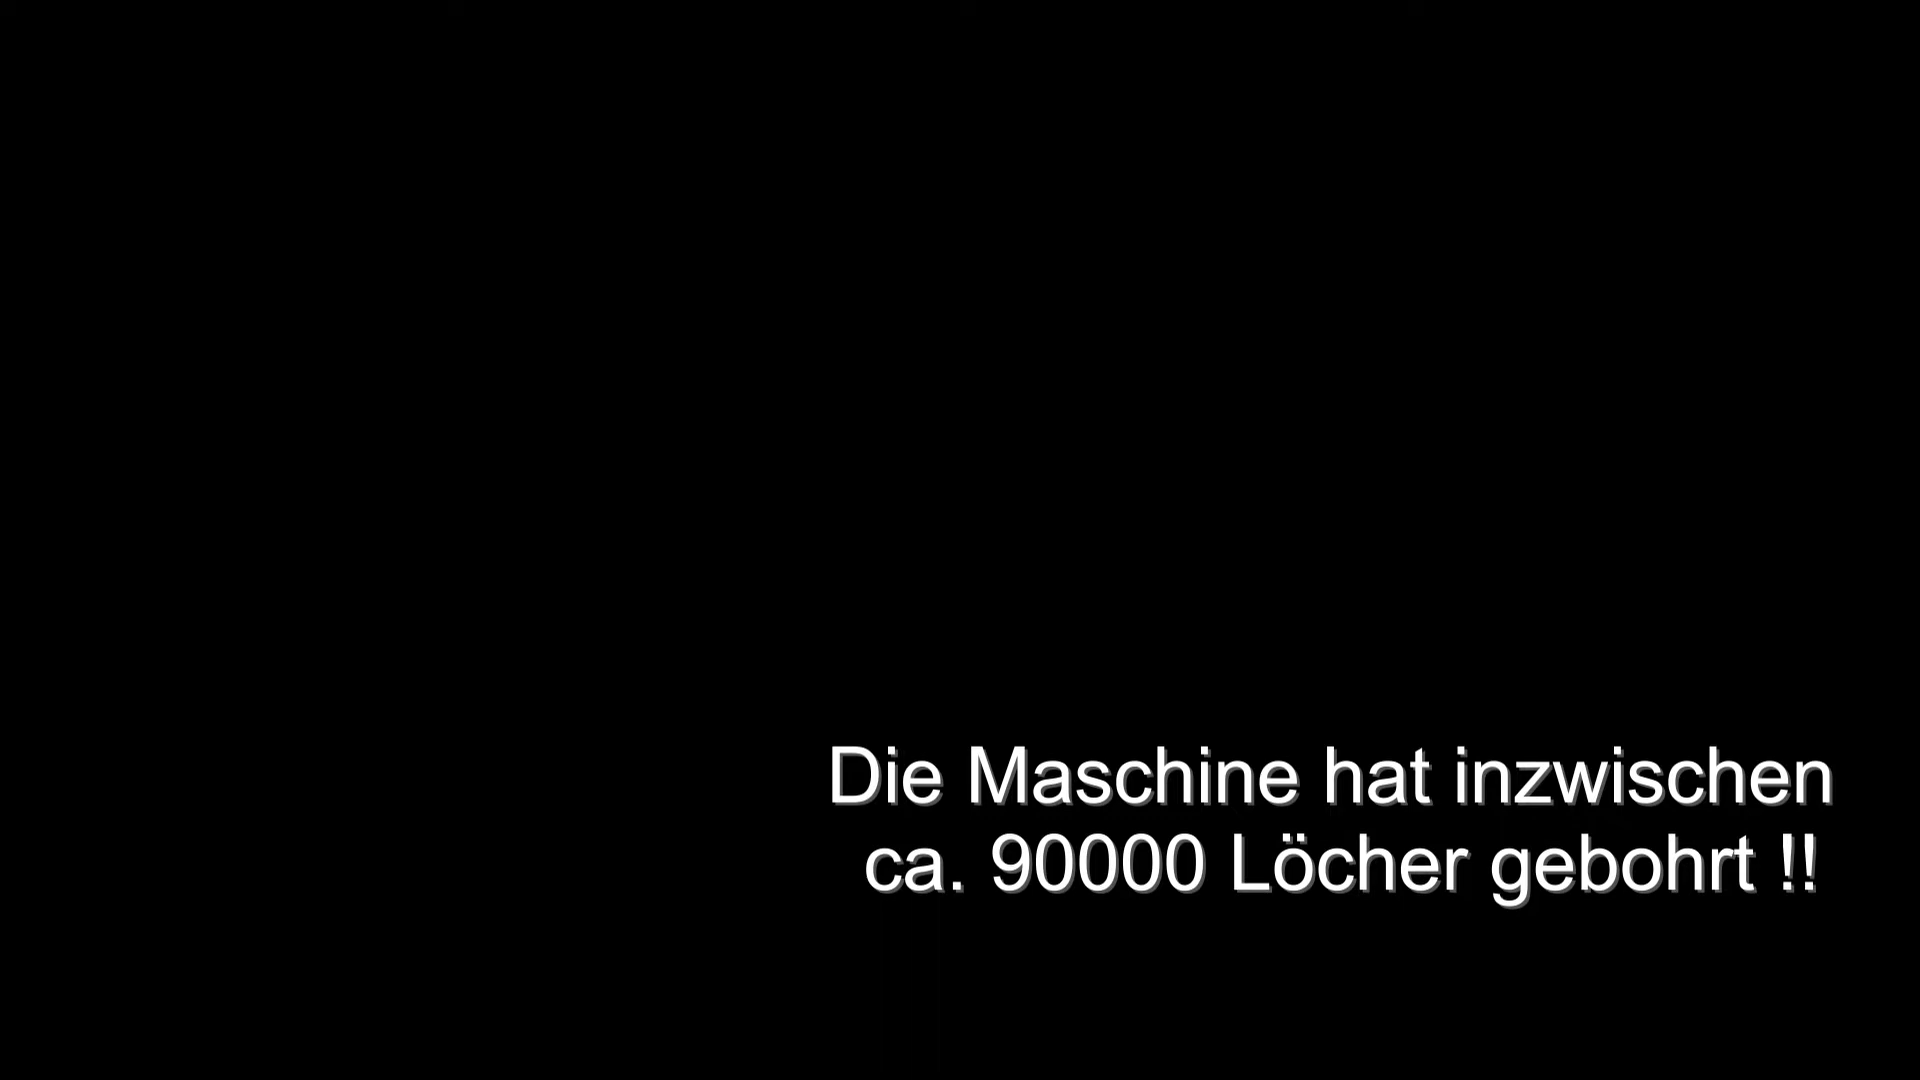 Die Maschine hat inzwischen
ca. 90000 Löcher gebohrt !!